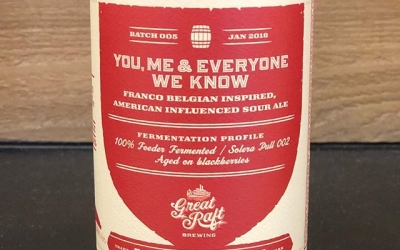 BATCH 005 JAN 2018
YOU, ME & EVERYONE
WE KNOW
FRANCO BELGIAN INSPIRED,
AMERICAN INFLUENCED SOUR ALE
FERMENTATION PROFILE
100% Foeder Fermented / Solera Pull 002
Aged on blackberries
Great
Raft
BREWING